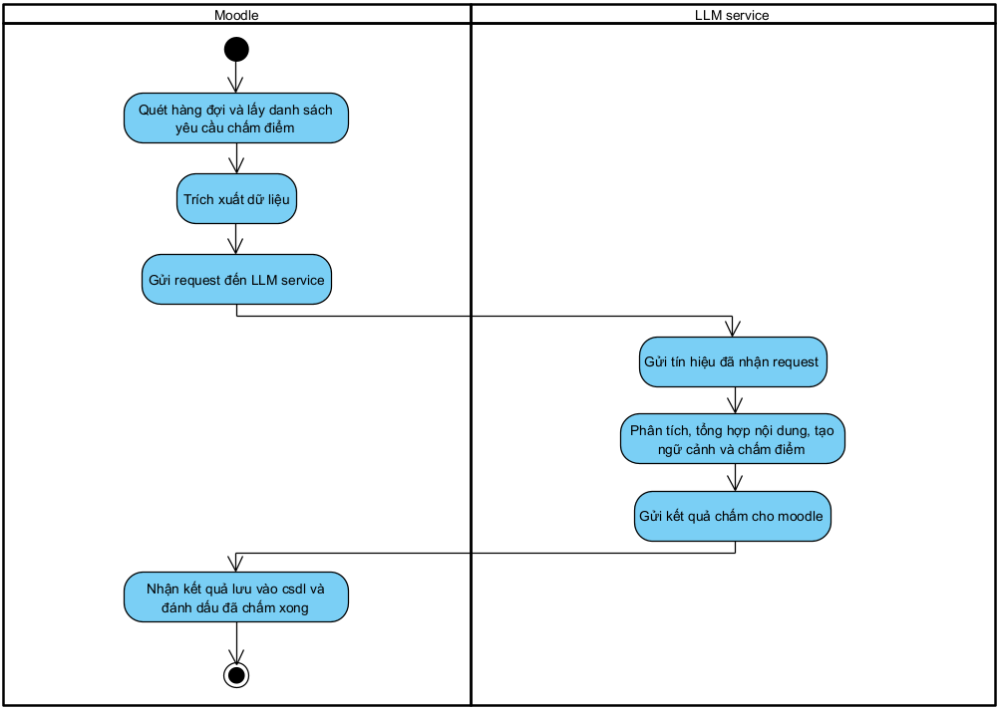 Moodle
LLM service
Quét hàng đợi và lấy danh sách
yêu cầu chấm điểm
Trích xuất dữ liệu
Gửi request đến LLM service
Gửi tín hiệu đã nhận request
Phân tích, tổng hợp nội dung, tạo
ngữ cảnh và chấm điểm
Gửi kết quả chấm cho moodle
Nhận kết quả lưu vào csdl và
đánh dấu đã chấm xong